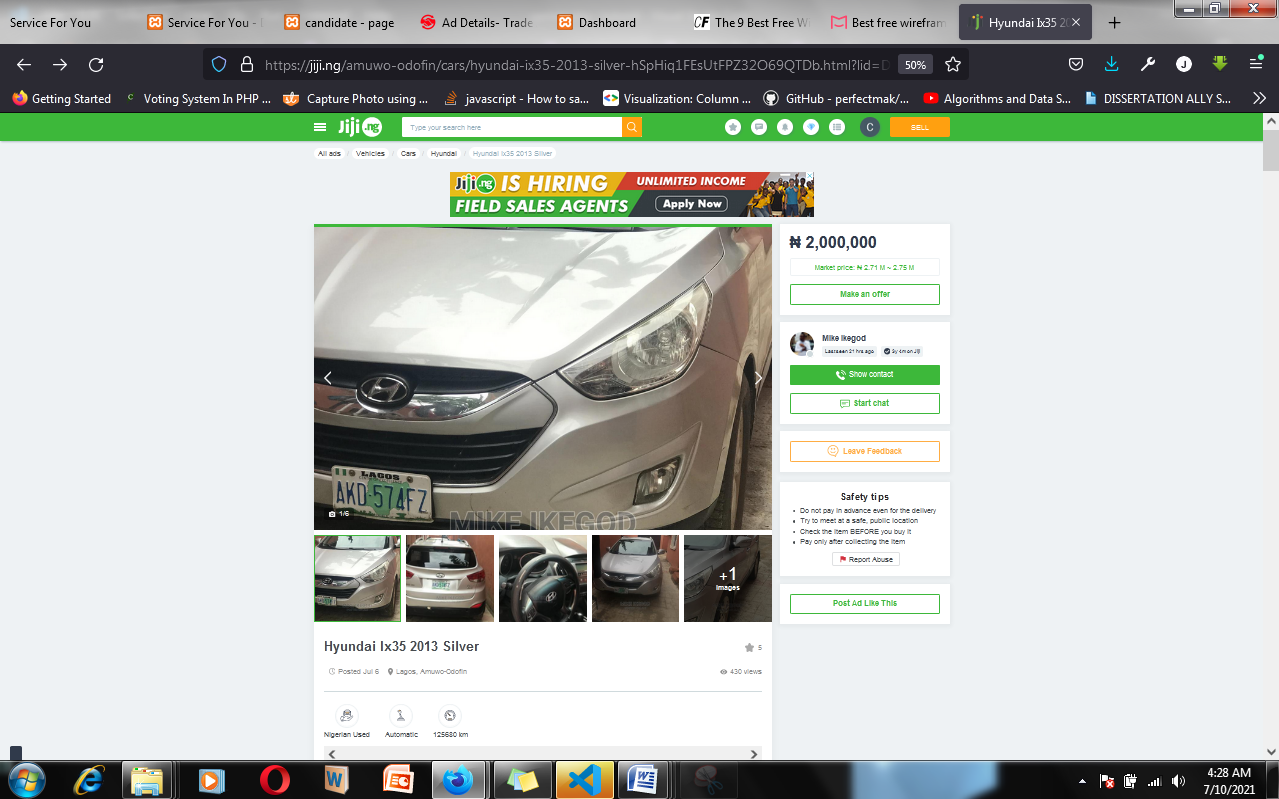 Service For You
Service For You -
candidate - page
Ad Details- Trade
Dashboard
CF The 9 Best Free W
Best free wirefram
Hyundai Ix35 20
https://jiji.ng/amuwo-odofin/cars/hyundai-ix35-2013-silver-hSpHiq1FEsUtFPZ32O69QTDb.html?lid=D
50%
J
Getting Started
Voting System In PHP ...
Capture Photo using ...
javascript - How to sa...
Visualization: Column ...
GitHub - perfectmak/...
Algorithms and Data S...
DISSERTATION ALLY S...
Jiji .ng
Type your search here
C
SELL
All ads
Vehicles
Cars
Hyundai
Hyundai Ix35 2013 Silver
Jiji .ng IS HIRING
FIELD SALES AGENTS
UNLIMITED INCOME
Apply Now
₦ 2,000,000
Market price: ₦ 2.71 M ~ 2.75 M
Make an offer
LAGOS
AKD-574FZ
1/6
MIKE IKEGOD
Mike Ikegod
Last seen 21 hrs ago
Show contact
Start chat
Leave Feedback
Safety tips
Do not pay in advance even for the delivery
Try to meet at a safe, public location
Check the item BEFORE you buy it
Pay only after collecting the item
Report Abuse
Post Ad Like This
+1
Images
Hyundai Ix35 2013 Silver
5
Posted Jul 6
Lagos, Amuwo-Odofin
430 views
Nigerian Used
Automatic
125680 km
4:28 AM
7/10/2021